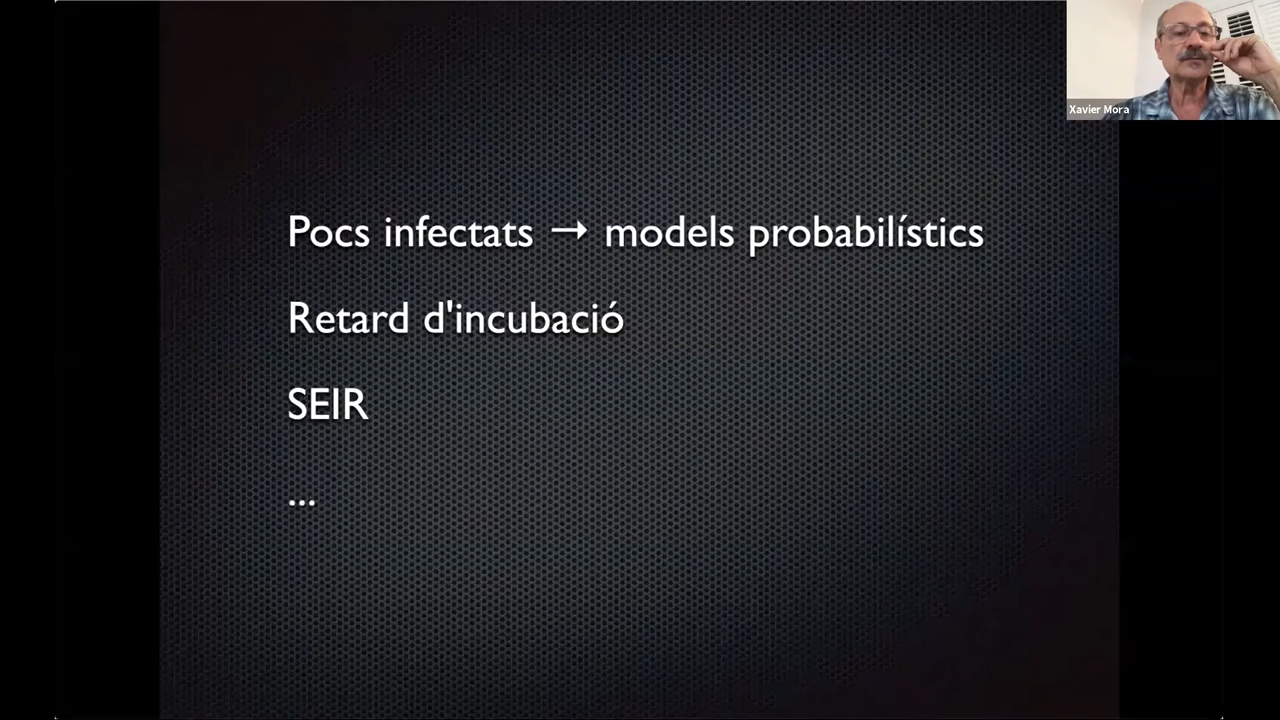 Xavier Mora
Pocs infectats → models probabilístics
Retard d'incubació
SEIR
...